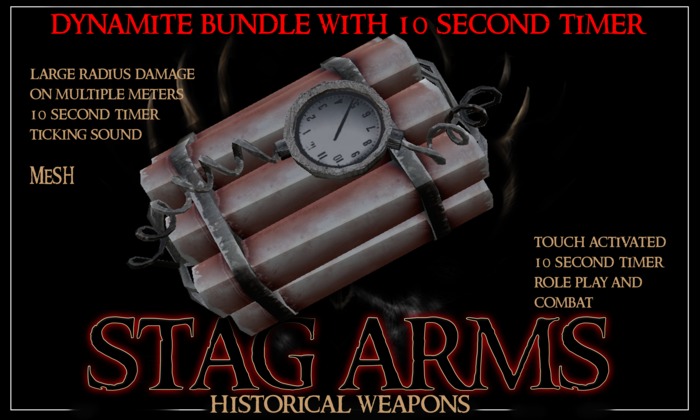 DYNAMITE BUNDLE WITH 10 SECOND TIMER
LARGE RADIUS DAMAGE
ON MULTIPLE METERS
10 SECOND TIMER
TICKING SOUND
MESH
TOUCH ACTIVATED
10 SECOND TIMER
ROLE PLAY AND
COMBAT
STAG ARMS
HISTORICAL WEAPONS